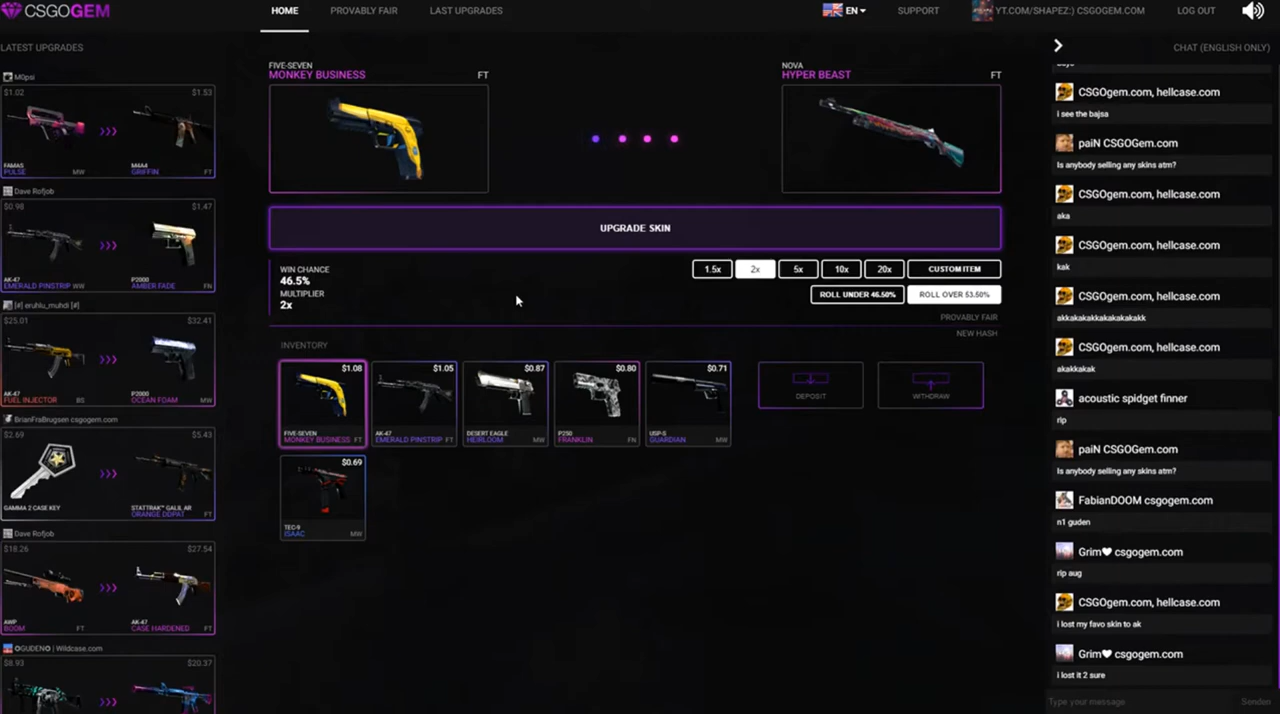 CSGOGEM
HOME
PROVABLY FAIR
LAST UPGRADES
EN
SUPPORT
YT.COM/SHAPEZ:) CSGOGEM.COM
LOG OUT
LATEST UPGRADES
M0psi
$1.02
$1.53
FAMAS
PULSE
MW
M4A4
GRIFFIN
FT
Dave Rofjob
$0.98
$1.47
AK-47
EMERALD PINSTRIP
WW
P2000
AMBER FADE
FN
[#] eruhlu_muhdi [#]
$25.01
$32.41
AK-47
FUEL INJECTOR
BS
P2000
OCEAN FOAM
MW
BrianFraBrugsen csgogem.com
$2.69
$5.43
GAMMA 2 CASE KEY
STATTRAK™ GALIL AR
ORANGE DDPAT
FT
Dave Rofjob
$18.26
$27.54
AWP
BOOM
FT
AK-47
CASE HARDENED
FT
OGUDENO | Wildcase.com
$8.93
$20.37
FIVE-SEVEN
MONKEY BUSINESS
FT
NOVA
HYPER BEAST
FT
UPGRADE SKIN
WIN CHANCE
46.5%
MULTIPLIER
2x
1.5x
2x
5x
10x
20x
CUSTOM ITEM
ROLL UNDER 46.50%
ROLL OVER 53.50%
PROVABLY FAIR
NEW HASH
INVENTORY
$1.08
FIVE-SEVEN
MONKEY BUSINESS
FT
$1.05
AK-47
EMERALD PINSTRIP
FT
$0.87
DESERT EAGLE
HEIRLOOM
MW
$0.80
P250
FRANKLIN
FN
$0.71
USP-S
GUARDIAN
MW
$0.69
TEC-9
ISAAC
MW
DEPOSIT
WITHDRAW
CHAT (ENGLISH ONLY)
CSGOgem.com, hellcase.com
i see the bajsa
paiN CSGOGem.com
Is anybody selling any skins atm?
CSGOgem.com, hellcase.com
aka
CSGOgem.com, hellcase.com
kak
CSGOgem.com, hellcase.com
akkakakakkakakakakk
CSGOgem.com, hellcase.com
akakkakak
acoustic spidget finner
rip
paiN CSGOGem.com
Is anybody selling any skins atm?
FabianDOOM csgogem.com
n1 guden
Grim♥ csgogem.com
rip aug
CSGOgem.com, hellcase.com
i lost my favo skin to ak
Grim♥ csgogem.com
i lost it 2 sure
Type your message
Senden